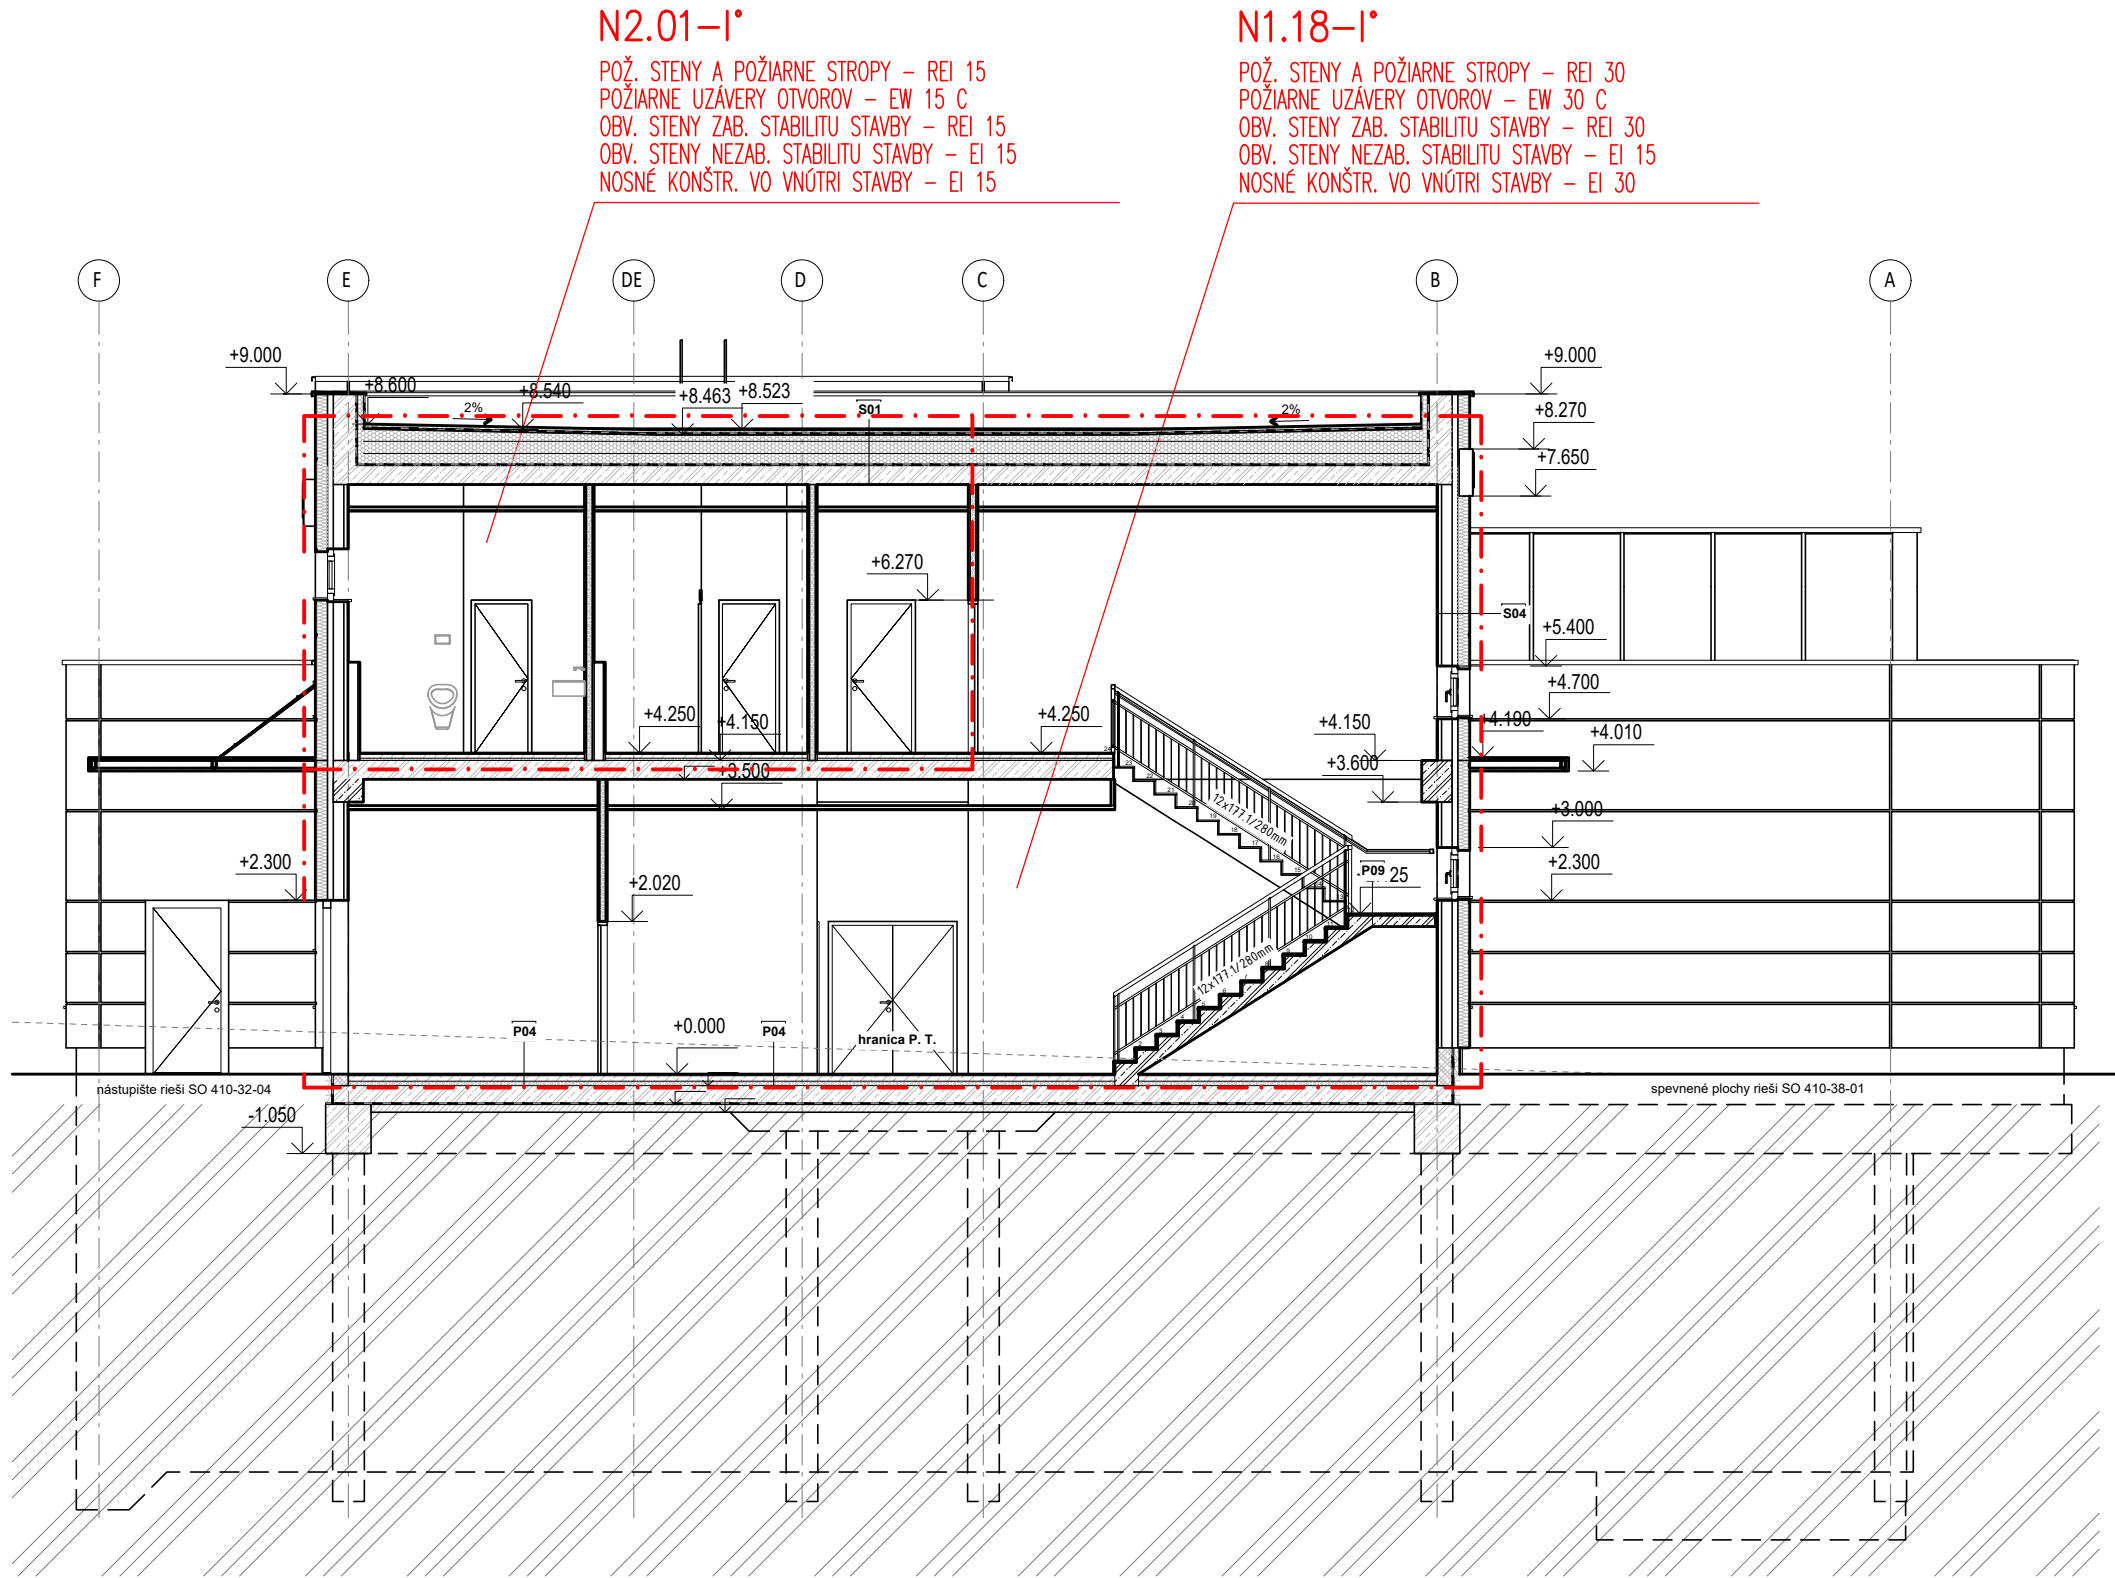 N2.01–I°
POŽ. STENY A POŽIARNE STROPY – REI 15
POŽIARNE UZÁVERY OTVOROV – EW 15 C
OBV. STENY ZAB. STABILITU STAVBY – REI 15
OBV. STENY NEZAB. STABILITU STAVBY – EI 15
NOSNÉ KONŠTR. VO VNÚTRI STAVBY – EI 15
N1.18–I°
POŽ. STENY A POŽIARNE STROPY – REI 30
POŽIARNE UZÁVERY OTVOROV – EW 30 C
OBV. STENY ZAB. STABILITU STAVBY – REI 30
OBV. STENY NEZAB. STABILITU STAVBY – EI 15
NOSNÉ KONŠTR. VO VNÚTRI STAVBY – EI 30
F
E
DE
D
C
B
A
+9.000
+9.000
+8.600
+8.540
+8.463
+8.523
2%
S01
2%
+8.270
+7.650
+6.270
S04
+5.400
+4.700
+4.250
+4.150
+4.250
+4.150
+4.190
+4.010
+3.500
+3.600
12x177.1/280mm
+3.000
+2.300
+2.020
P09
25
+2.300
12x177.1/280mm
P04
+0.000
P04
hranica P. T.
nástupište rieši SO 410-32-04
spevnené plochy rieši SO 410-38-01
-1.050